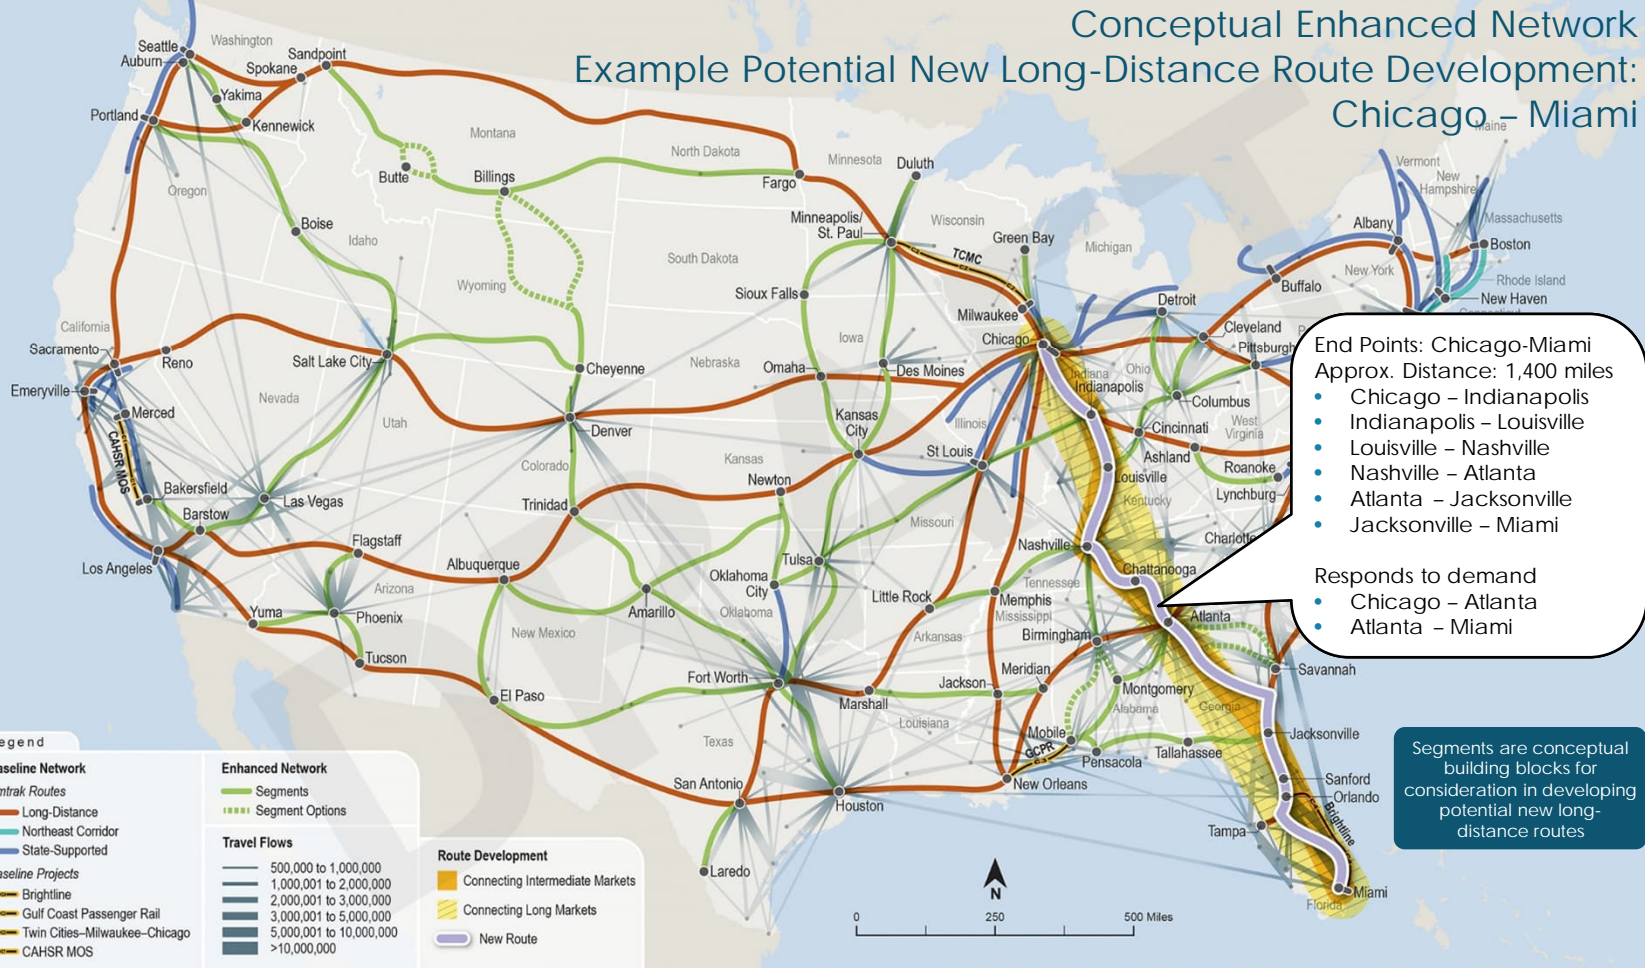 Conceptual Enhanced Network
Example Potential New Long-Distance Route Development:
Chicago – Miami
Seattle
Auburn
Washington
Spokane
Sandpoint
Yakima
Portland
Kennewick
Oregon
Montana
Butte
Billings
North Dakota
Fargo
Minnesota
Duluth
Minneapolis/
St. Paul
Wisconsin
Green Bay
TCMC
Michigan
Maine
Vermont
New
Hampshire
Albany
Massachusetts
Boston
New York
Rhode Island
New Haven
Buffalo
Boise
Idaho
Wyoming
South Dakota
Sioux Falls
Milwaukee
Chicago
Detroit
Cleveland
Pittsburgh
California
Sacramento
Reno
Emeryville
Merced
CAHSR MOS
Nevada
Salt Lake City
Utah
Cheyenne
Nebraska
Omaha
Iowa
Des Moines
Denver
Colorado
Kansas
Kansas
City
Illinois
St Louis
Indiana
Indianapolis
Ohio
Columbus
Cincinnati
West
Virginia
Ashland
Roanoke
Lynchburg
Louisville
Kentucky
Bakersfield
Barstow
Las Vegas
Los Angeles
Flagstaff
Arizona
Phoenix
Yuma
Tucson
Trinidad
Albuquerque
New Mexico
Amarillo
Newton
Missouri
Tulsa
Oklahoma
City
Oklahoma
Little Rock
Arkansas
Nashville
Tennessee
Memphis
Mississippi
Chattanooga
Charlotte
Atlanta
Birmingham
Meridian
Jackson
Fort Worth
Marshall
Louisiana
El Paso
Texas
San Antonio
Houston
Laredo
Montgomery
Alabama
Georgia
Savannah
Mobile
GCPR
Pensacola
New Orleans
Tallahassee
Jacksonville
Sanford
Orlando
Brightline
Tampa
Miami
Florida
End Points: Chicago-Miami
Approx. Distance: 1,400 miles
• Chicago – Indianapolis
• Indianapolis – Louisville
• Louisville – Nashville
• Nashville – Atlanta
• Atlanta – Jacksonville
• Jacksonville – Miami
Responds to demand
• Chicago – Atlanta
• Atlanta – Miami
Segments are conceptual
building blocks for
consideration in developing
potential new long-
distance routes
egend
aseline Network
mtrak Routes
Long-Distance
Northeast Corridor
State-Supported
aseline Projects
Brightline
Gulf Coast Passenger Rail
Twin Cities–Milwaukee–Chicago
CAHSR MOS
Enhanced Network
Segments
Segment Options
Travel Flows
500,000 to 1,000,000
1,000,001 to 2,000,000
2,000,001 to 3,000,000
3,000,001 to 5,000,000
5,000,001 to 10,000,000
>10,000,000
Route Development
Connecting Intermediate Markets
Connecting Long Markets
New Route
N
0 250 500 Miles
DRAFT